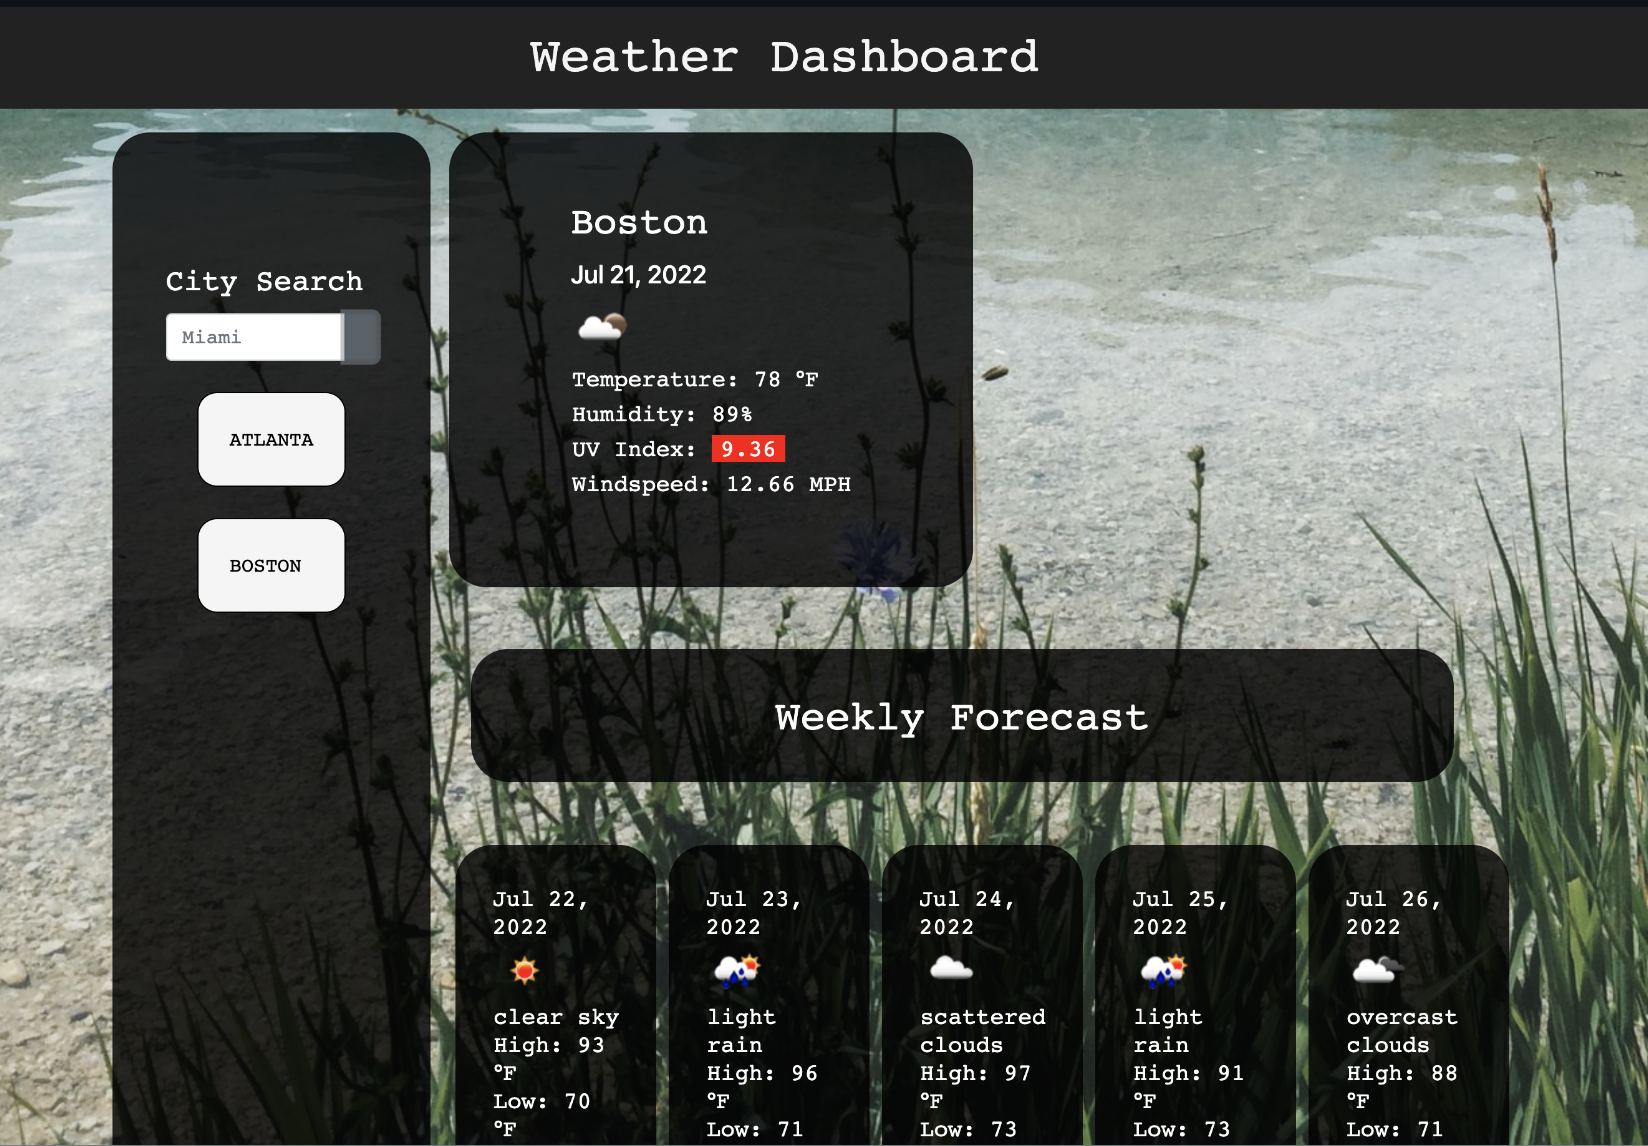 Weather Dashboard
City Search
Miami
ATLANTA
BOSTON
Boston
Jul 21, 2022
Temperature: 78 °F
Humidity: 89%
UV Index: 9.36
Windspeed: 12.66 MPH
Weekly Forecast
Jul 22,
2022
clear sky
High: 93
°F
Low: 70
°F
Jul 23,
2022
light
rain
High: 96
°F
Low: 71
Jul 24,
2022
scattered
clouds
High: 97
°F
Low: 73
Jul 25,
2022
light
rain
High: 91
°F
Low: 73
Jul 26,
2022
overcast
clouds
High: 88
°F
Low: 71